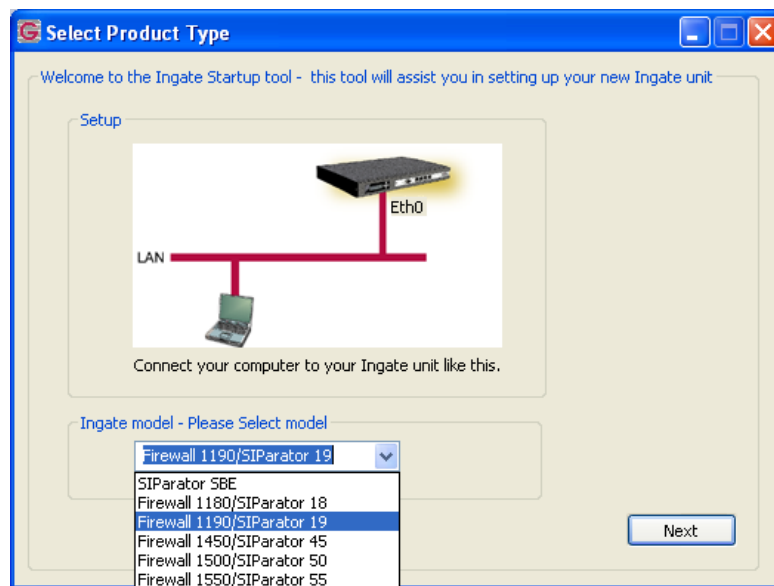 Select Product Type
Welcome to the Ingate Startup tool - this tool will assist you in setting up your new Ingate unit
Setup
Eth0
LAN
Connect your computer to your Ingate unit like this.
Ingate model - Please Select model
Firewall 1190/SIParator 19
SIParator SBE
Firewall 1180/SIParator 18
Firewall 1190/SIParator 19
Firewall 1450/SIParator 45
Firewall 1500/SIParator 50
Firewall 1550/SIParator 55
Next